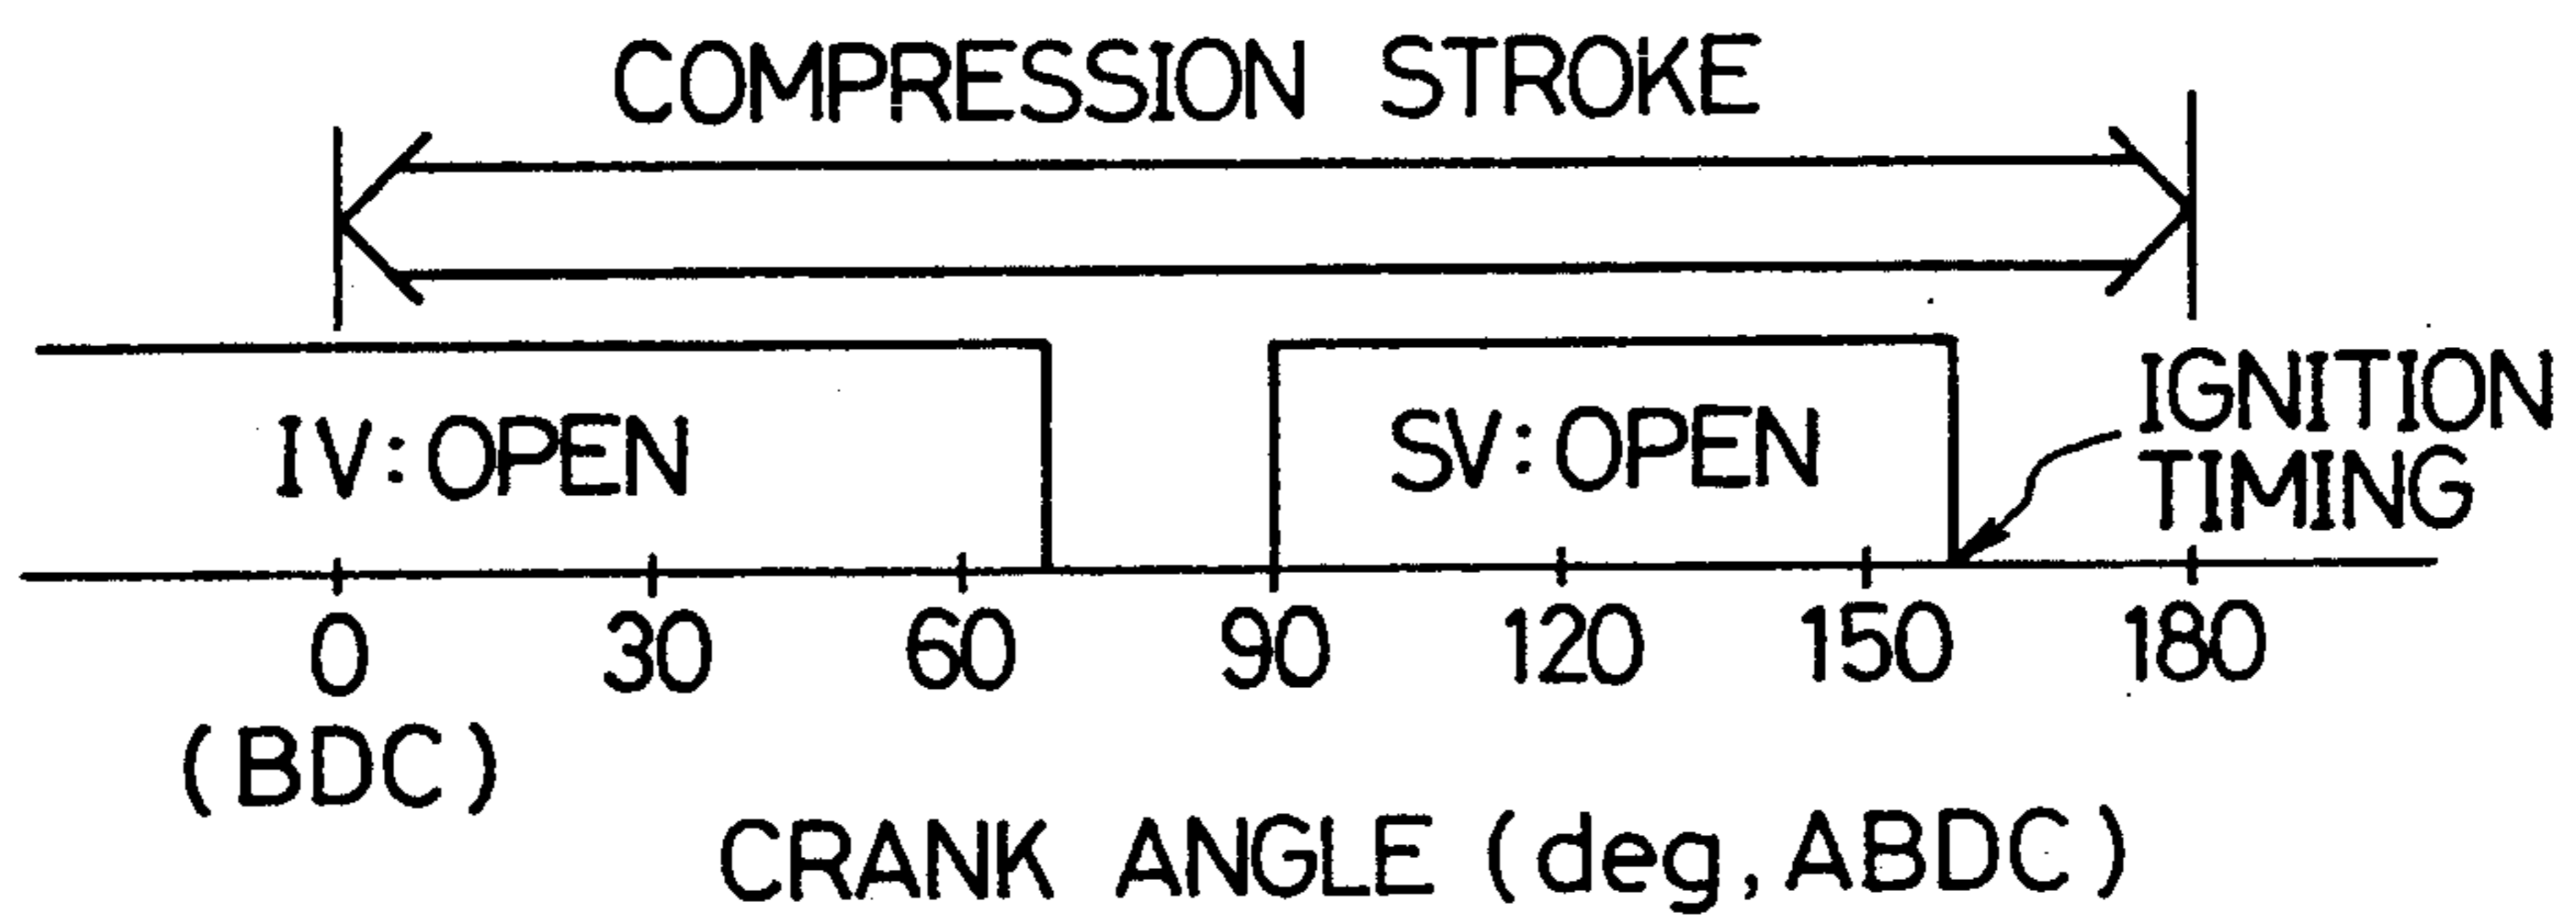 COMPRESSION STROKE
IV:OPEN
SV:OPEN
IGNITION
TIMING
0 30 60 90 120 150 180
(BDC)
CRANK ANGLE (deg, ABDC)